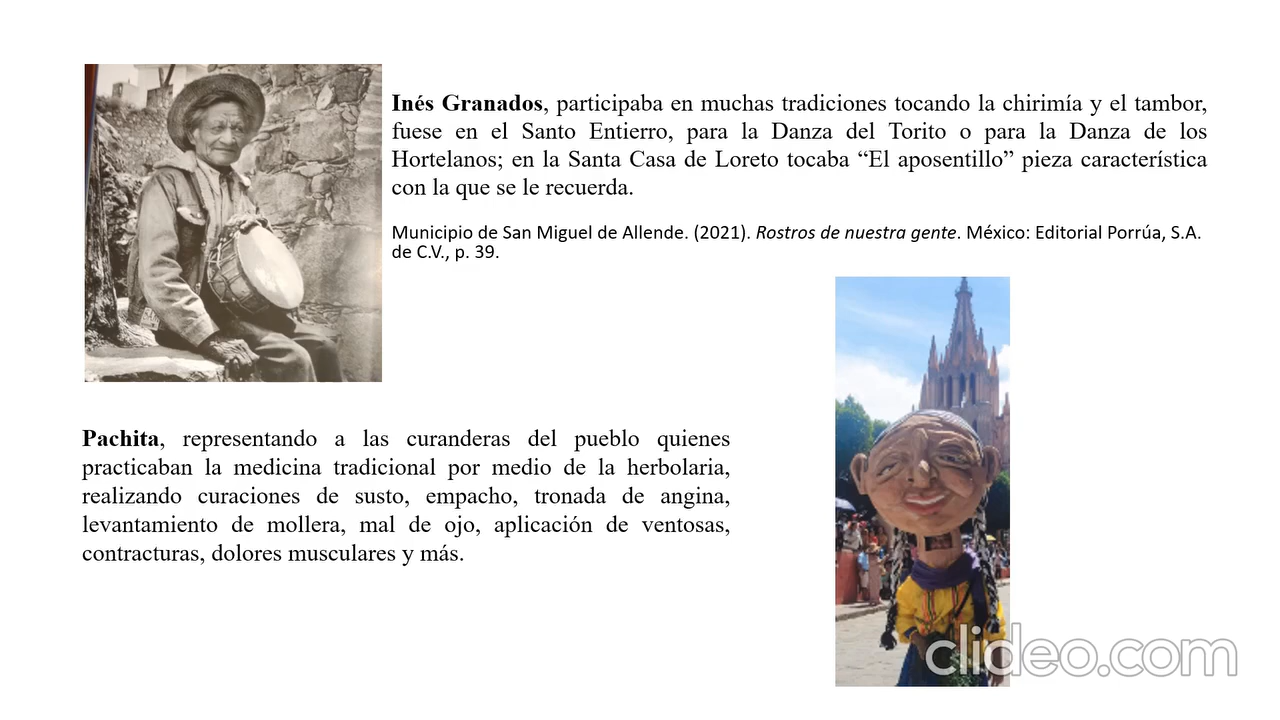 Inés Granados, participaba en muchas tradiciones tocando la chirimía y el tambor,
fuese en el Santo Entierro, para la Danza del Torito o para la Danza de los
Hortelanos; en la Santa Casa de Loreto tocaba “El aposentillo” pieza característica
con la que se le recuerda.
Municipio de San Miguel de Allende. (2021). Rostros de nuestra gente. México: Editorial Porrúa, S.A.
de C.V., p. 39.
Pachita, representando a las curanderas del pueblo quienes
practicaban la medicina tradicional por medio de la herbolaria,
realizando curaciones de susto, empacho, tronada de angina,
levantamiento de mollera, mal de ojo, aplicación de ventosas,
contracturas, dolores musculares y más.
clideo.com